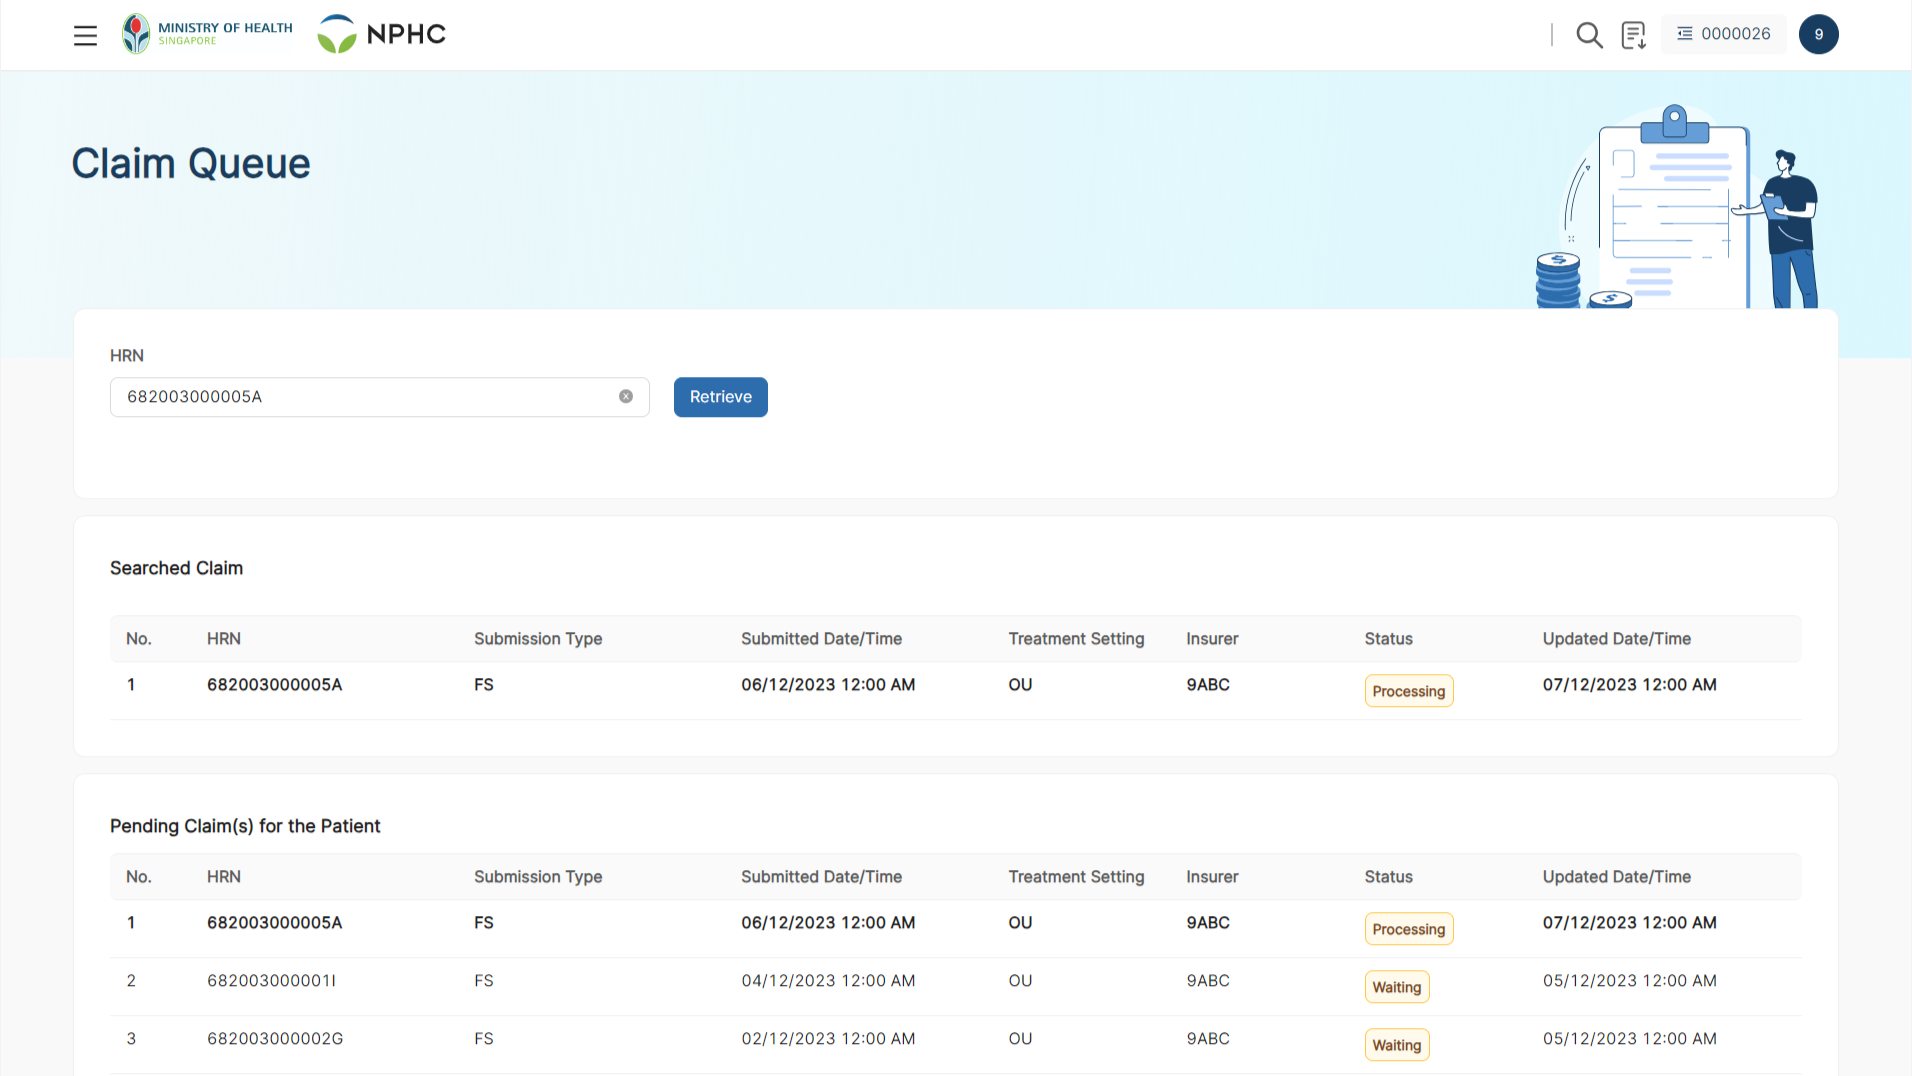 MINISTRY OF HEALTH
SINGAPORE
NPHC
0000026
9
Claim Queue
HRN
682003000005A
Retrieve
Searched Claim
No. HRN Submission Type Submitted Date/Time Treatment Setting Insurer Status Updated Date/Time
1 682003000005A FS 06/12/2023 12:00 AM OU 9ABC Processing 07/12/2023 12:00 AM
Pending Claim(s) for the Patient
No. HRN Submission Type Submitted Date/Time Treatment Setting Insurer Status Updated Date/Time
1 682003000005A FS 06/12/2023 12:00 AM OU 9ABC Processing 07/12/2023 12:00 AM
2 682003000001I FS 04/12/2023 12:00 AM OU 9ABC Waiting 05/12/2023 12:00 AM
3 682003000002G FS 02/12/2023 12:00 AM OU 9ABC Waiting 05/12/2023 12:00 AM